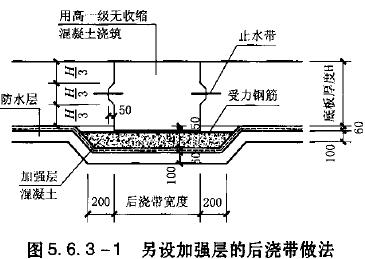 用高一级无收缩
混凝土浇筑
止水带
H/3
H/3
H/3
50
受力钢筋
底板厚度H
防水层
50
60
50
100
100
加强层
混凝土
200
后浇带宽度
200
图5.6.3-1 另设加强层的后浇带做法